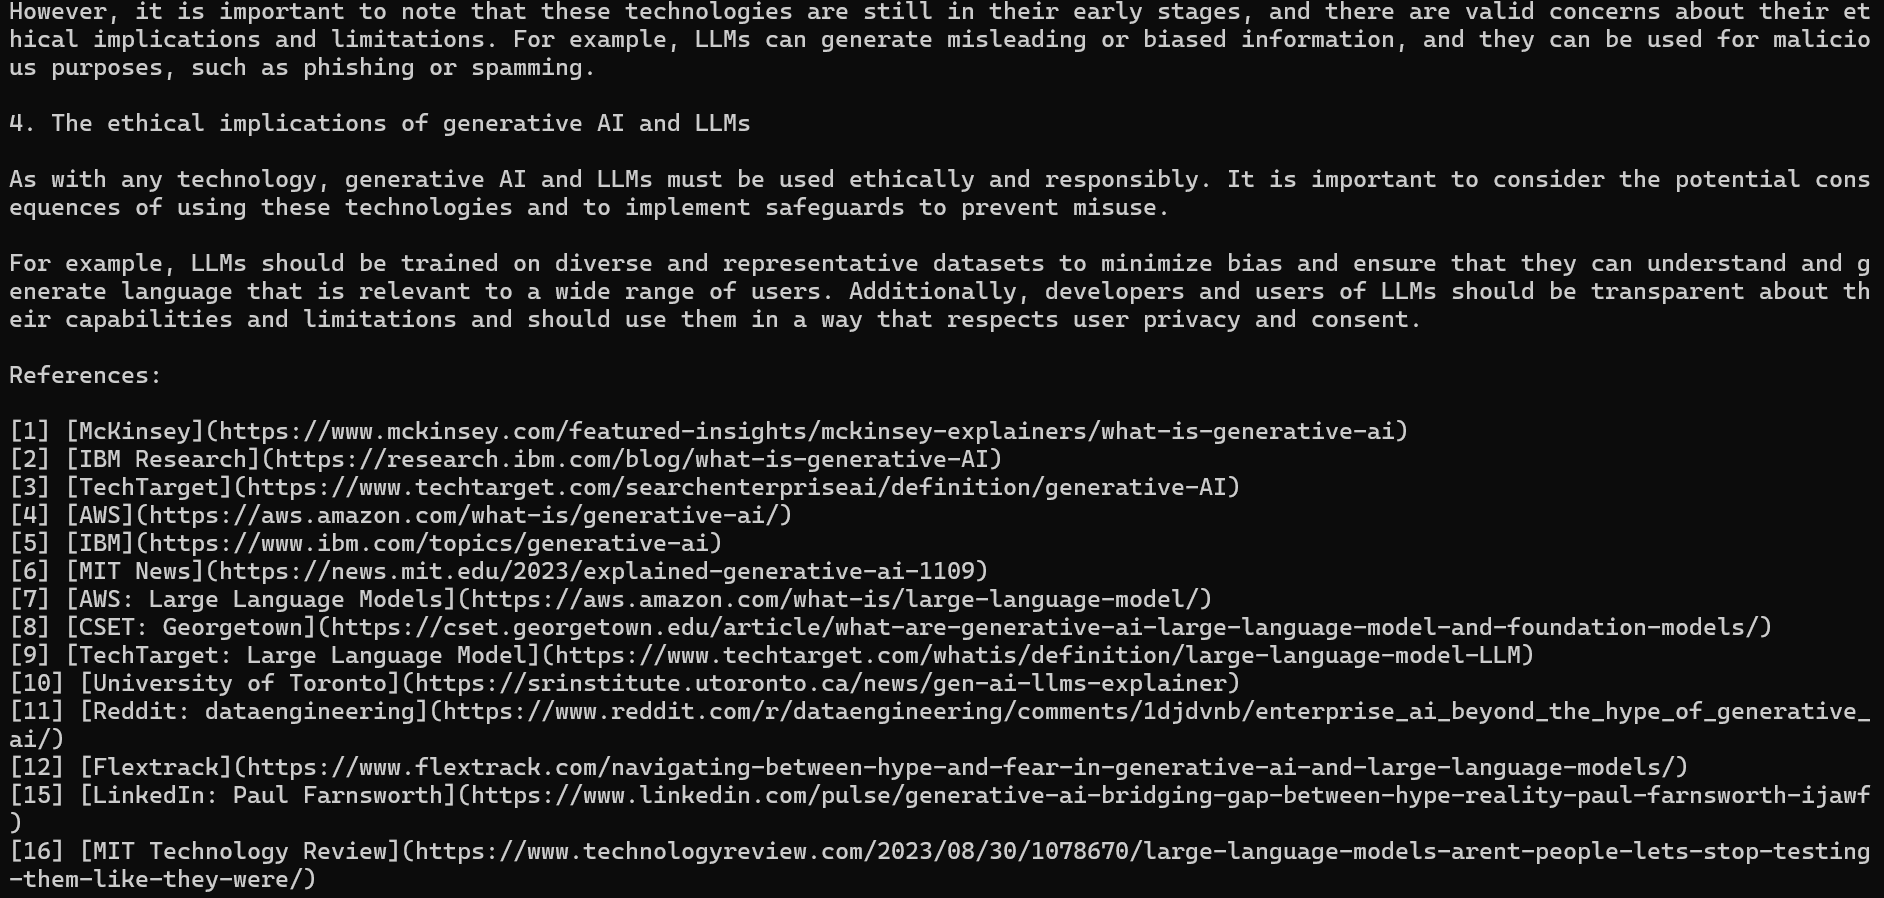 However, it is important to note that these technologies are still in their early stages, and there are valid concerns about their et
hical implications and limitations. For example, LLMs can generate misleading or biased information, and they can be used for malicio
us purposes, such as phishing or spamming.
4. The ethical implications of generative AI and LLMs
As with any technology, generative AI and LLMs must be used ethically and responsibly. It is important to consider the potential cons
equences of using these technologies and to implement safeguards to prevent misuse.
For example, LLMs should be trained on diverse and representative datasets to minimize bias and ensure that they can understand and g
enerate language that is relevant to a wide range of users. Additionally, developers and users of LLMs should be transparent about th
eir capabilities and limitations and should use them in a way that respects user privacy and consent.
References:
[1] [McKinsey](https://www.mckinsey.com/featured-insights/mckinsey-explainers/what-is-generative-ai)
[2] [IBM Research](https://research.ibm.com/blog/what-is-generative-AI)
[3] [TechTarget](https://www.techtarget.com/searchenterpriseai/definition/generative-AI)
[4] [AWS](https://aws.amazon.com/what-is/generative-ai/)
[5] [IBM](https://www.ibm.com/topics/generative-ai)
[6] [MIT News](https://news.mit.edu/2023/explained-generative-ai-1109)
[7] [AWS: Large Language Models](https://aws.amazon.com/what-is/large-language-model/)
[8] [CSET: Georgetown](https://cset.georgetown.edu/article/what-are-generative-ai-large-language-model-and-foundation-models/)
[9] [TechTarget: Large Language Model](https://www.techtarget.com/whatis/definition/large-language-model-LLM)
[10] [University of Toronto](https://srinstitute.utoronto.ca/news/gen-ai-llms-explainer)
[11] [Reddit: dataengineering](https://www.reddit.com/r/dataengineering/comments/1djdvnb/enterprise_ai_beyond_the_hype_of_generative_
ai/)
[12] [Flextrack](https://www.flextrack.com/navigating-between-hype-and-fear-in-generative-ai-and-large-language-models/)
[15] [LinkedIn: Paul Farnsworth](https://www.linkedin.com/pulse/generative-ai-bridging-gap-between-hype-reality-paul-farnsworth-ijawf
)
[16] [MIT Technology Review](https://www.technologyreview.com/2023/08/30/1078670/large-language-models-arent-people-lets-stop-testing
-them-like-they-were/)